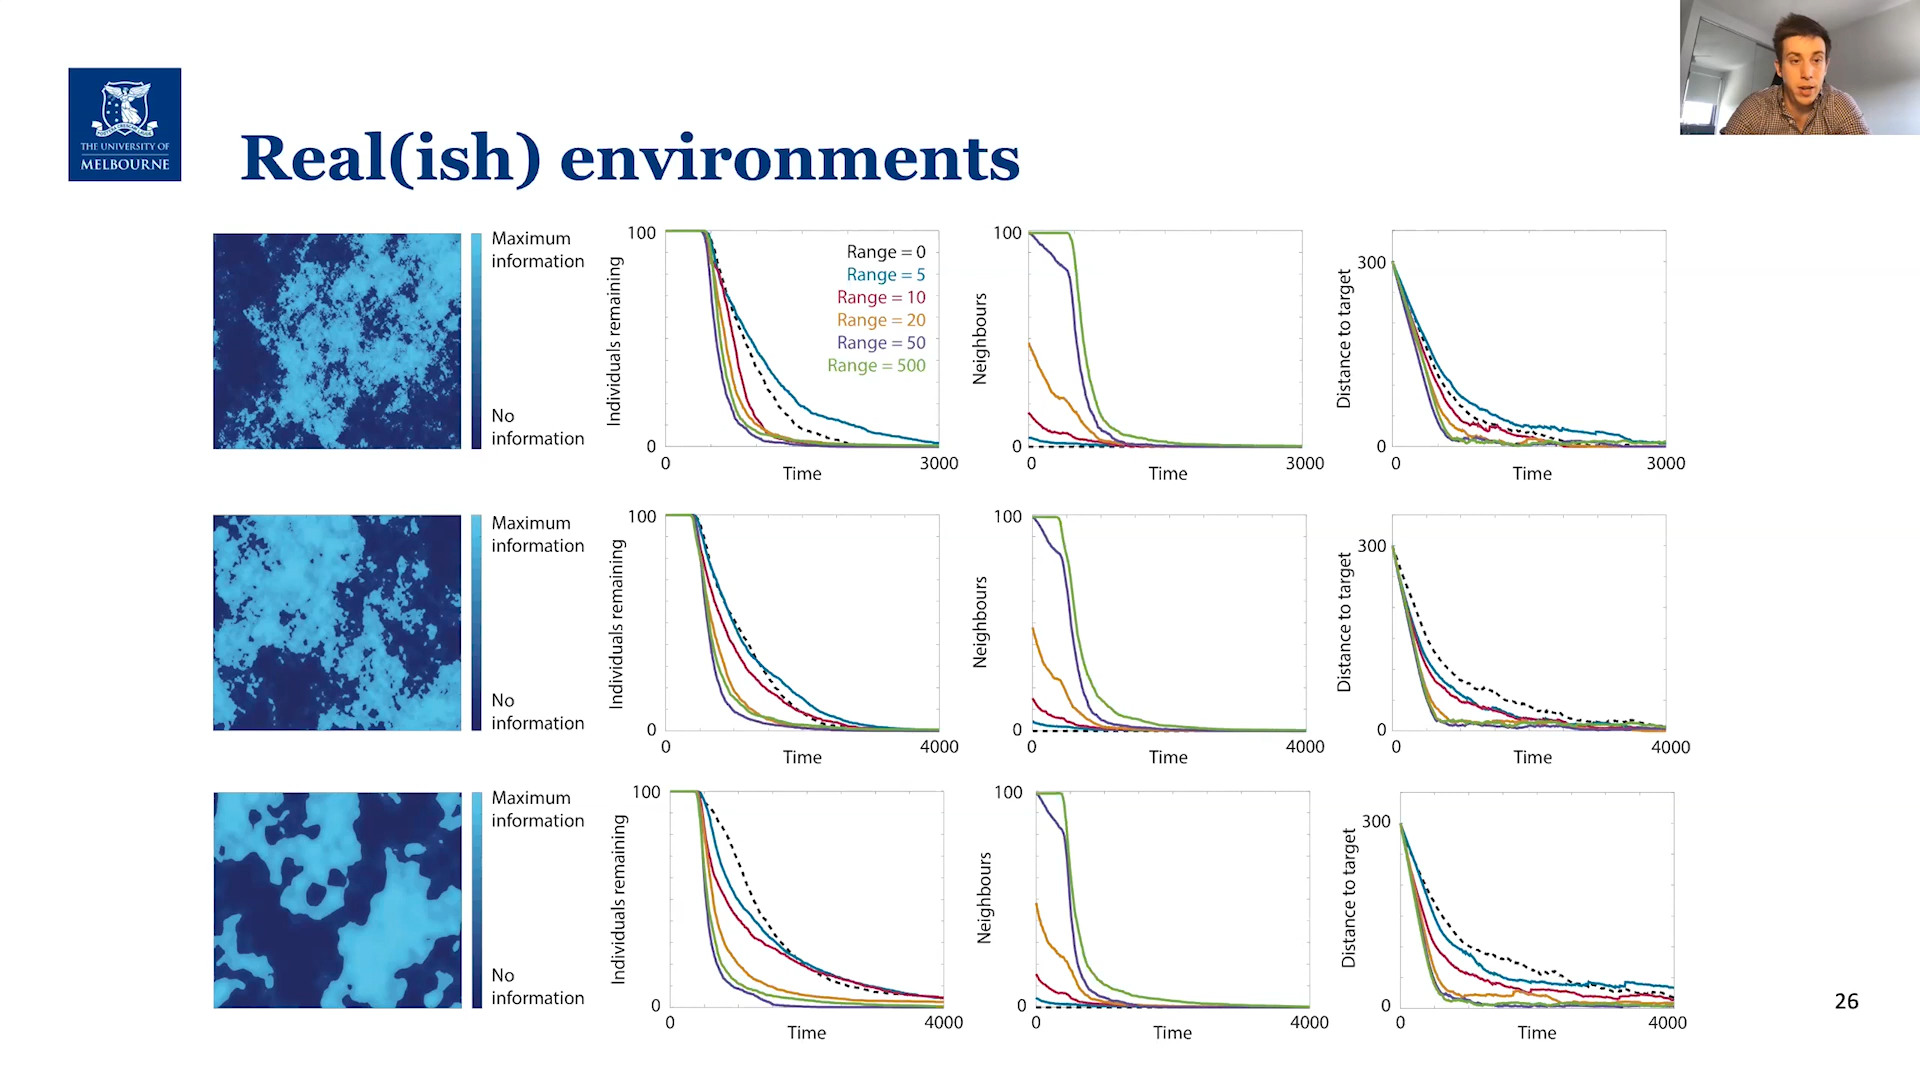 THE UNIVERSITY OF
MELBOURNE
Real(ish) environments
Maximum
information
No
information
Individuals remaining
100
0
0
3000
Time
Range = 0
Range = 5
Range = 10
Range = 20
Range = 50
Range = 500
Neighbours
100
0
0
3000
Time
Distance to target
300
0
0
3000
Time
Maximum
information
No
information
Individuals remaining
100
0
0
4000
Time
Neighbours
100
0
0
4000
Time
Distance to target
300
0
0
4000
Time
Maximum
information
No
information
Individuals remaining
100
0
0
4000
Time
Neighbours
100
0
0
4000
Time
Distance to target
300
0
0
4000
Time
26